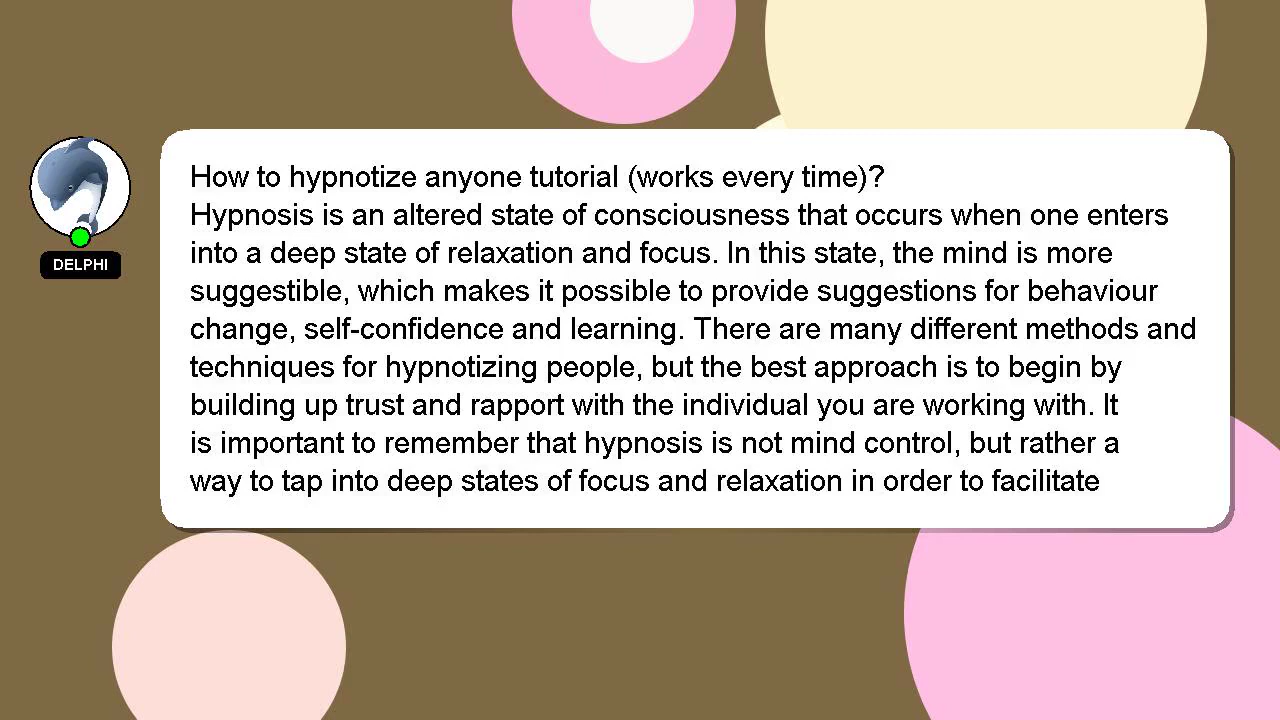 How to hypnotize anyone tutorial (works every time)?
Hypnosis is an altered state of consciousness that occurs when one enters
into a deep state of relaxation and focus. In this state, the mind is more
suggestible, which makes it possible to provide suggestions for behaviour
change, self-confidence and learning. There are many different methods and
techniques for hypnotizing people, but the best approach is to begin by
building up trust and rapport with the individual you are working with. It
is important to remember that hypnosis is not mind control, but rather a
way to tap into deep states of focus and relaxation in order to facilitate
DELPHI